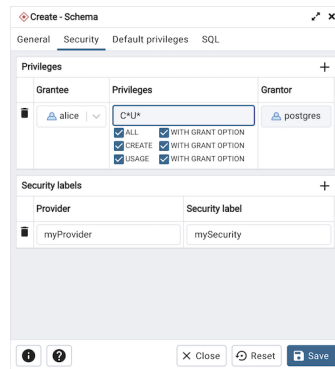 Create - Schema
General Security Default privileges SQL
Privileges
Grantee Privileges Grantor
alice C*U* postgres
ALL WITH GRANT OPTION
CREATE WITH GRANT OPTION
USAGE WITH GRANT OPTION
Security labels
Provider Security label
myProvider mySecurity
Close Reset Save